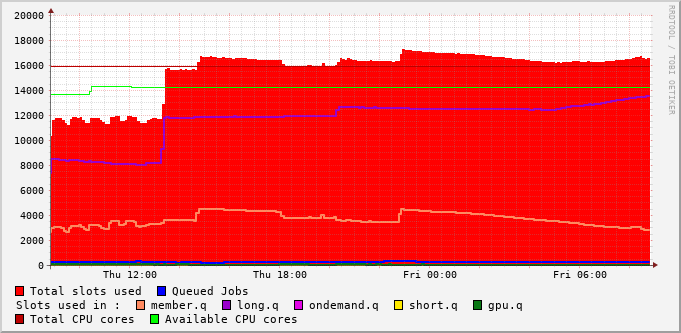 20000
18000
16000
14000
12000
10000
8000
6000
4000
2000
0
Thu 12:00 Thu 18:00 Fri 00:00 Fri 06:00
RRDTOOL / TOBI OETIKER
Total slots used Queued Jobs
Slots used in : member.q long.q ondemand.q short.q gpu.q
Total CPU cores Available CPU cores